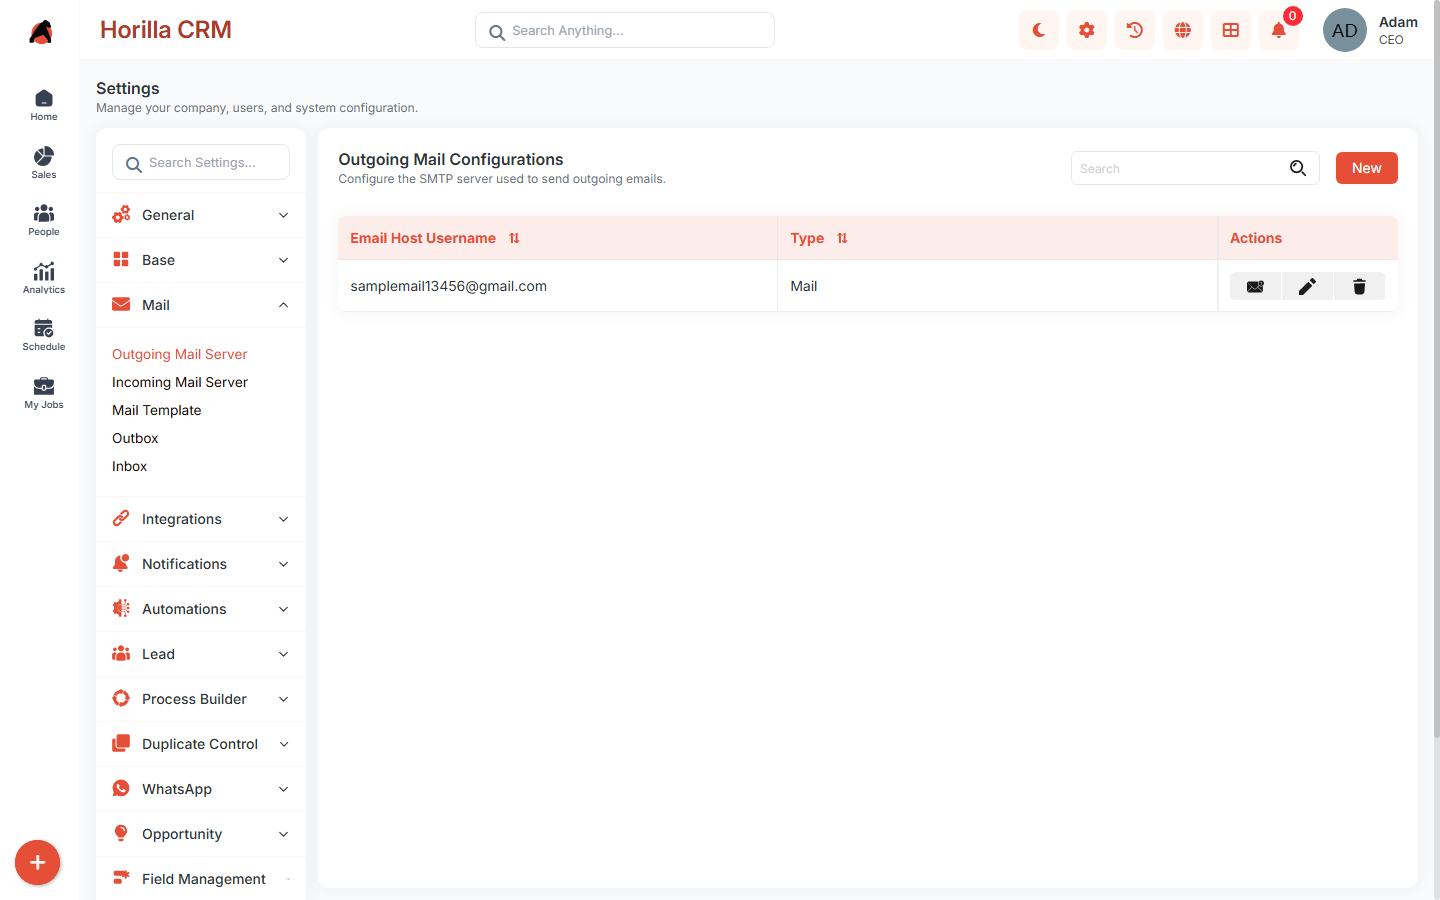 Horilla CRM
Search Anything...
0
AD
Adam
CEO
Home
Sales
People
Analytics
Schedule
My Jobs
Settings
Manage your company, users, and system configuration.
Search Settings...
General
Base
Mail
Outgoing Mail Server
Incoming Mail Server
Mail Template
Outbox
Inbox
Integrations
Notifications
Automations
Lead
Process Builder
Duplicate Control
WhatsApp
Opportunity
Field Management
Outgoing Mail Configurations
Configure the SMTP server used to send outgoing emails.
Search
New
Email Host Username
Type
Actions
samplemail13456@gmail.com
Mail